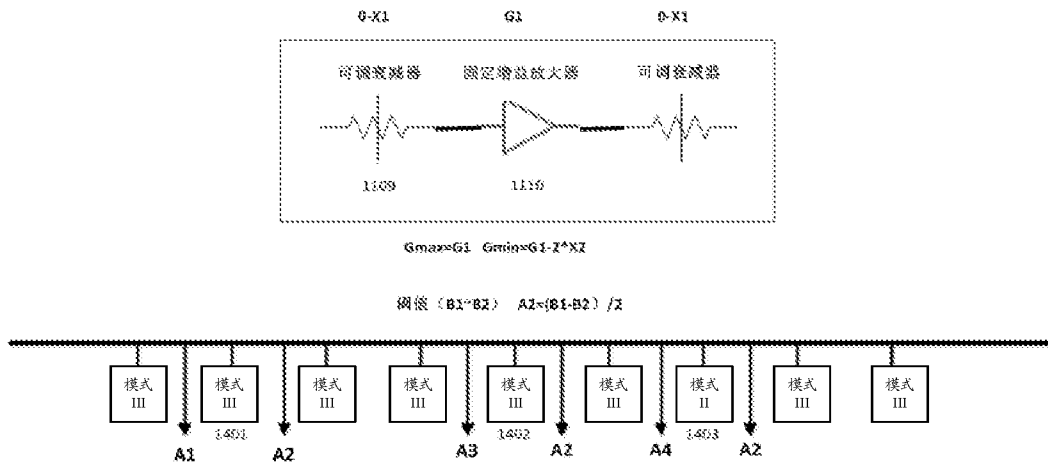 0-X1 G1 0-X1
可调衰减器 固定增益放大器 可调衰减器
1109 1110
Gmax=G1 Gmin=G1-2*X2
阈值(B1~B2) A2=(B1-B2)/2
模式 III 模式 III 模式 III 模式 III 模式 III 模式 III 模式 II 模式 III 模式 III
1401 1402 1403
A1 A2 A3 A2 A4 A2